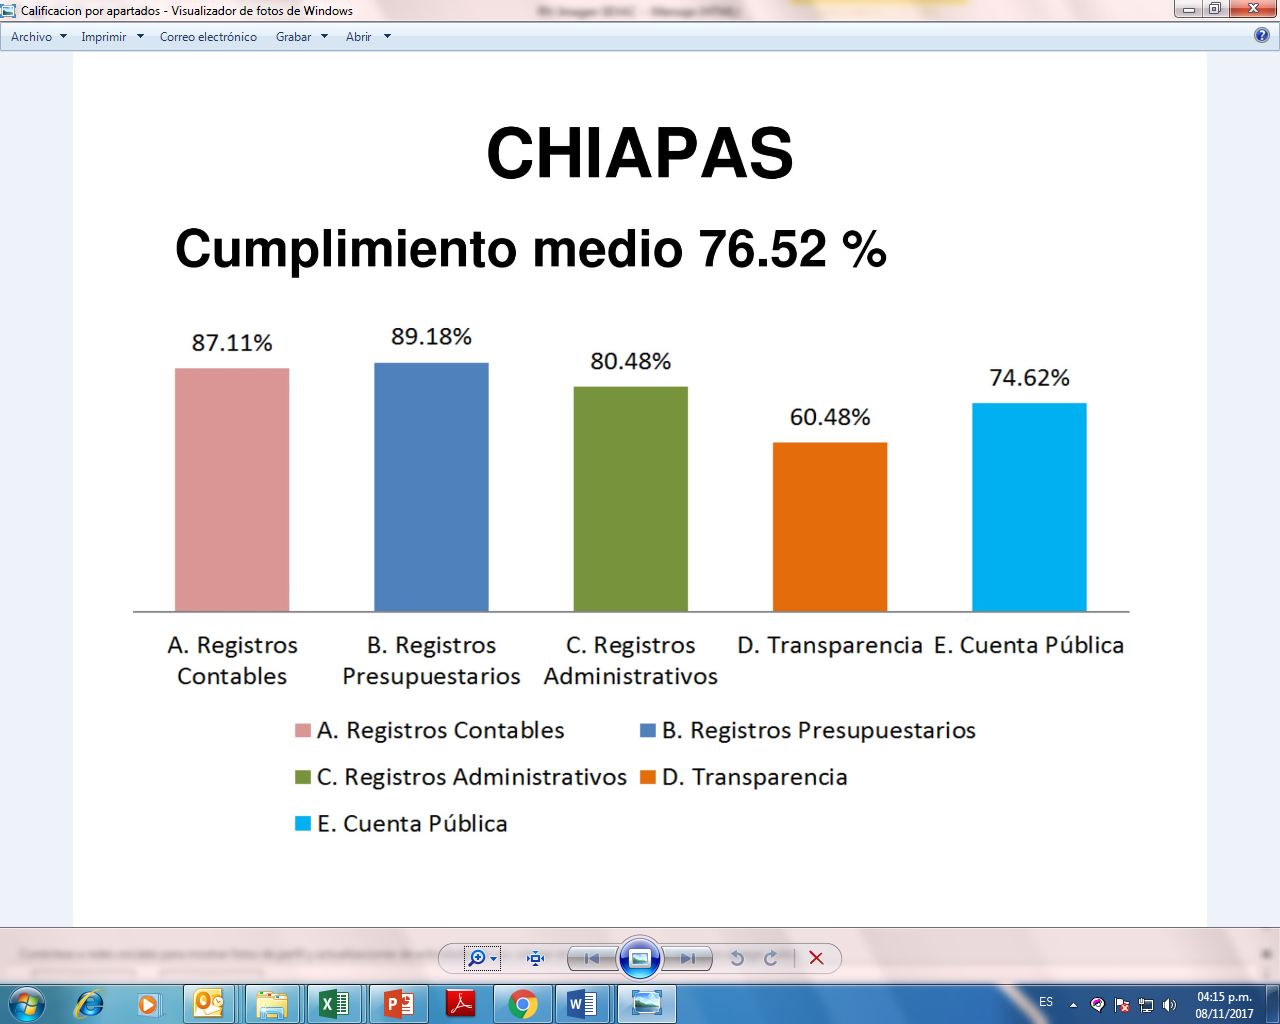 Calificacion por apartados - Visualizador de fotos de Windows
Archivo Imprimir Correo electrónico Grabar Abrir
CHIAPAS
Cumplimiento medio 76.52 %
87.11% 89.18% 80.48% 60.48% 74.62%
A. Registros Contables
B. Registros Presupuestarios
C. Registros Administrativos
D. Transparencia
E. Cuenta Pública
A. Registros Contables B. Registros Presupuestarios
C. Registros Administrativos D. Transparencia
E. Cuenta Pública
ES 04:15 p.m.
08/11/2017